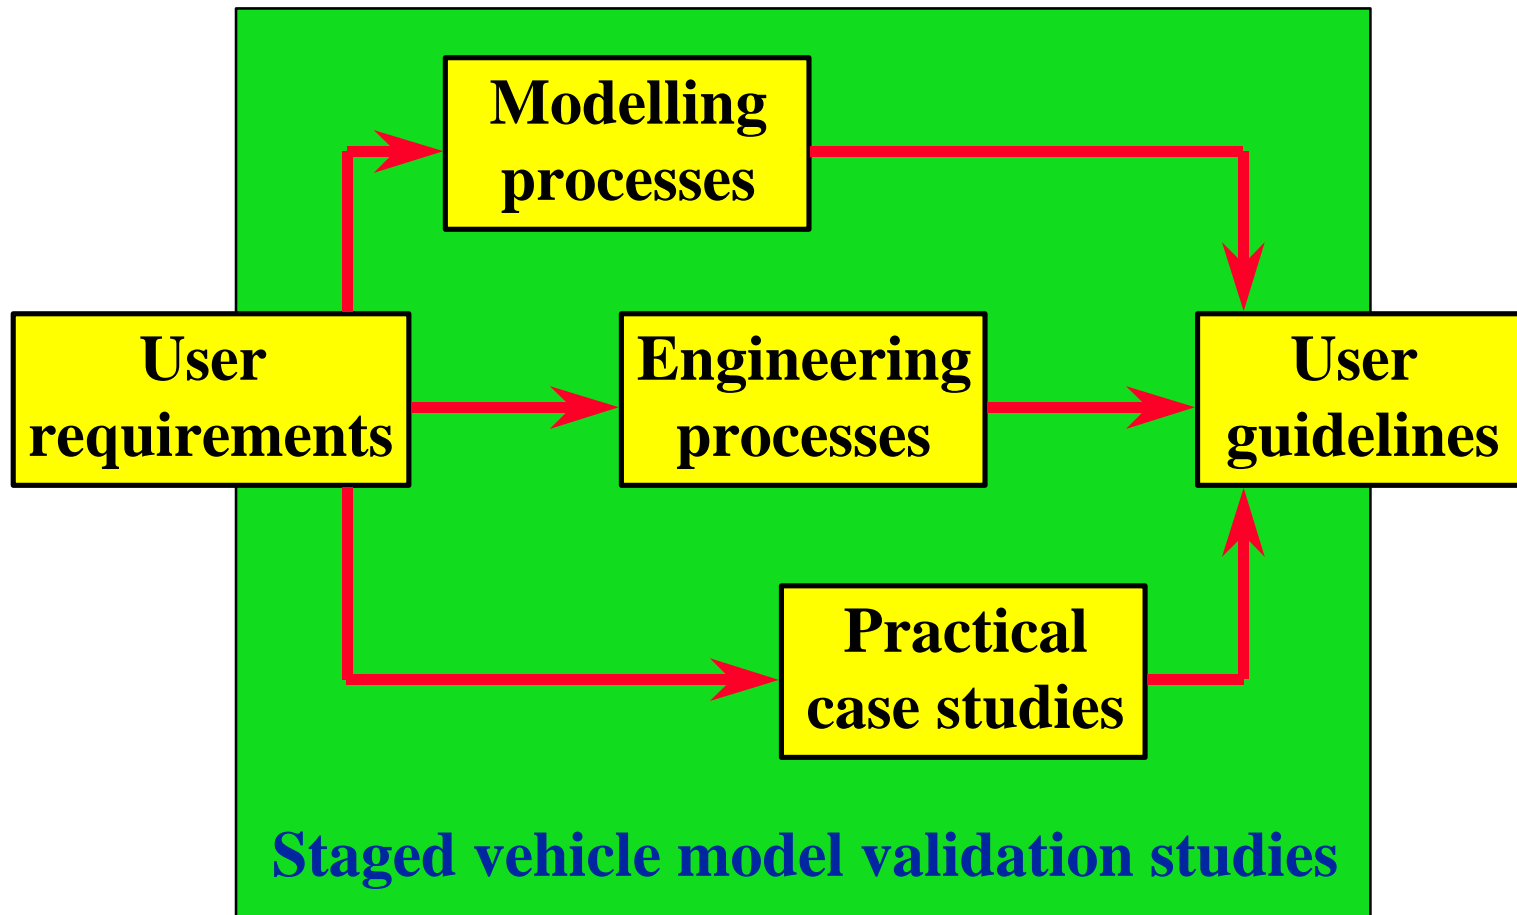 Modelling
processes
User
requirements
Engineering
processes
User
guidelines
Practical
case studies
Staged vehicle model validation studies